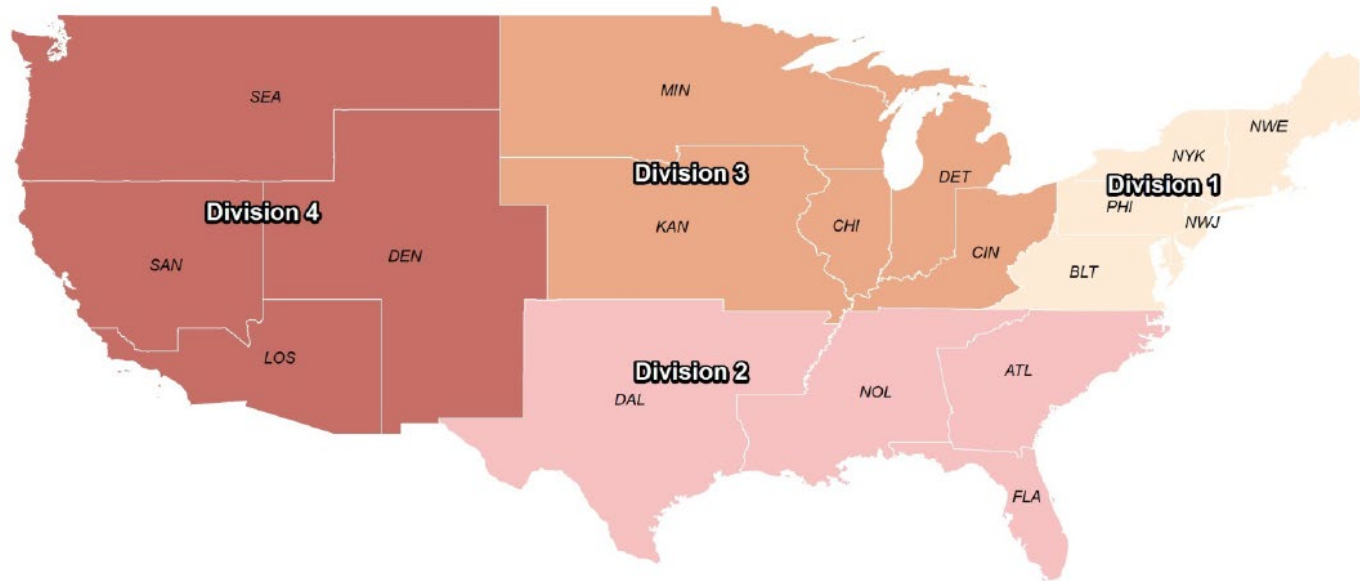 SEA
MIN
NWE
NYK
Division 3
DET
Division 1
PHI
Division 4
NWJ
KAN
CHI
DEN
CIN
SAN
BLT
LOS
Division 2
ATL
DAL
NOL
FLA